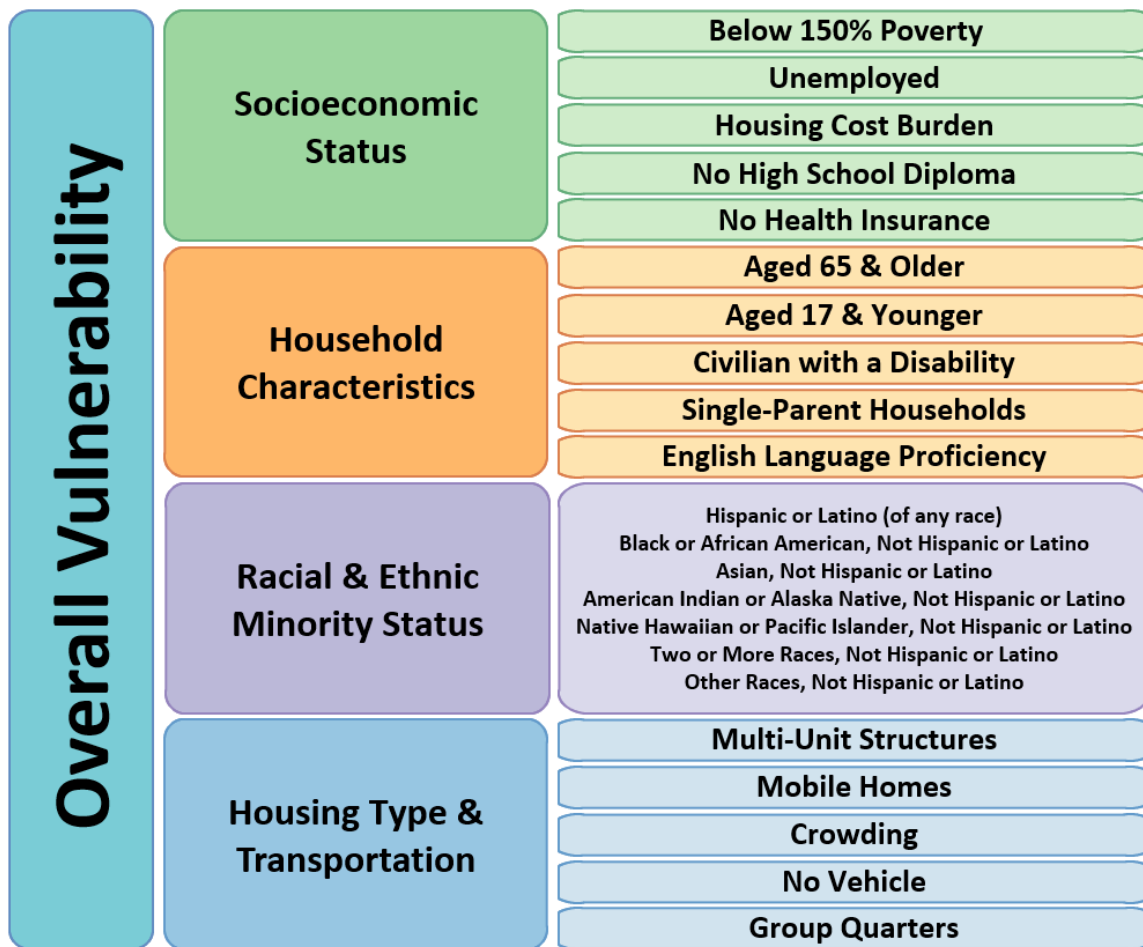 Overall Vulnerability
Socioeconomic
Status
Below 150% Poverty
Unemployed
Housing Cost Burden
No High School Diploma
No Health Insurance
Household
Characteristics
Aged 65 & Older
Aged 17 & Younger
Civilian with a Disability
Single-Parent Households
English Language Proficiency
Racial & Ethnic
Minority Status
Hispanic or Latino (of any race)
Black or African American, Not Hispanic or Latino
Asian, Not Hispanic or Latino
American Indian or Alaska Native, Not Hispanic or Latino
Native Hawaiian or Pacific Islander, Not Hispanic or Latino
Two or More Races, Not Hispanic or Latino
Other Races, Not Hispanic or Latino
Housing Type &
Transportation
Multi-Unit Structures
Mobile Homes
Crowding
No Vehicle
Group Quarters